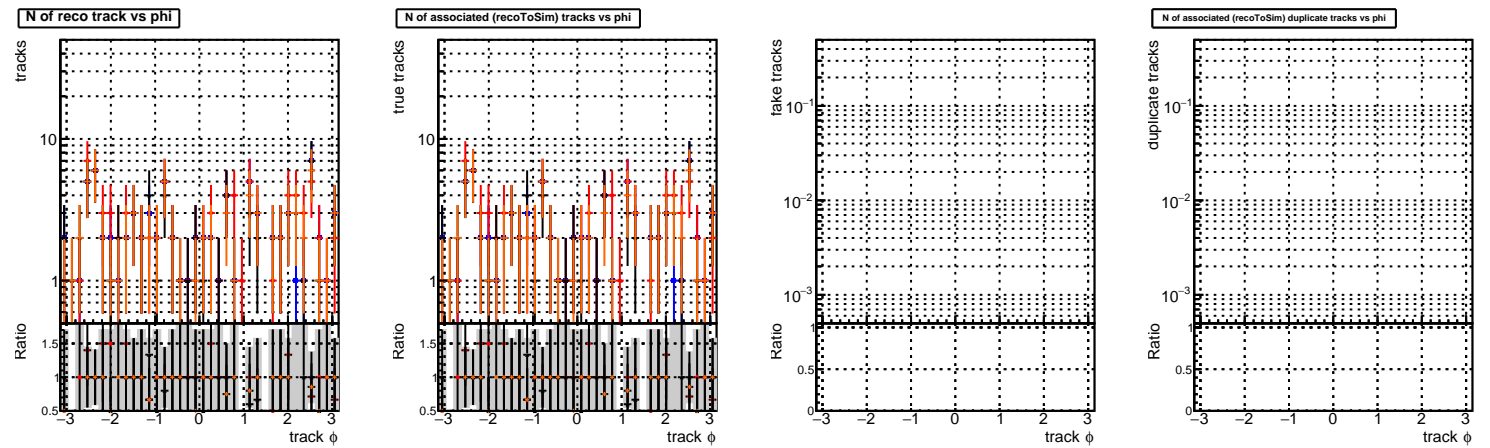 N of reco track vs phi
tracks
10
1
Ratio
1.5
1
0.5
−3 −2 −1 0 1 2 3
track ϕ
N of associated (recoToSim) tracks vs phi
true tracks
10
1
Ratio
1.5
1
0.5
−3 −2 −1 0 1 2 3
track ϕ
fake tracks
10−1
10−2
10−3
Ratio
1
0.5
0
−3 −2 −1 0 1 2 3
track ϕ
N of associated (recoToSim) duplicate tracks vs phi
duplicate tracks
10−1
10−2
10−3
Ratio
1
0.5
0
−3 −2 −1 0 1 2 3
track ϕ